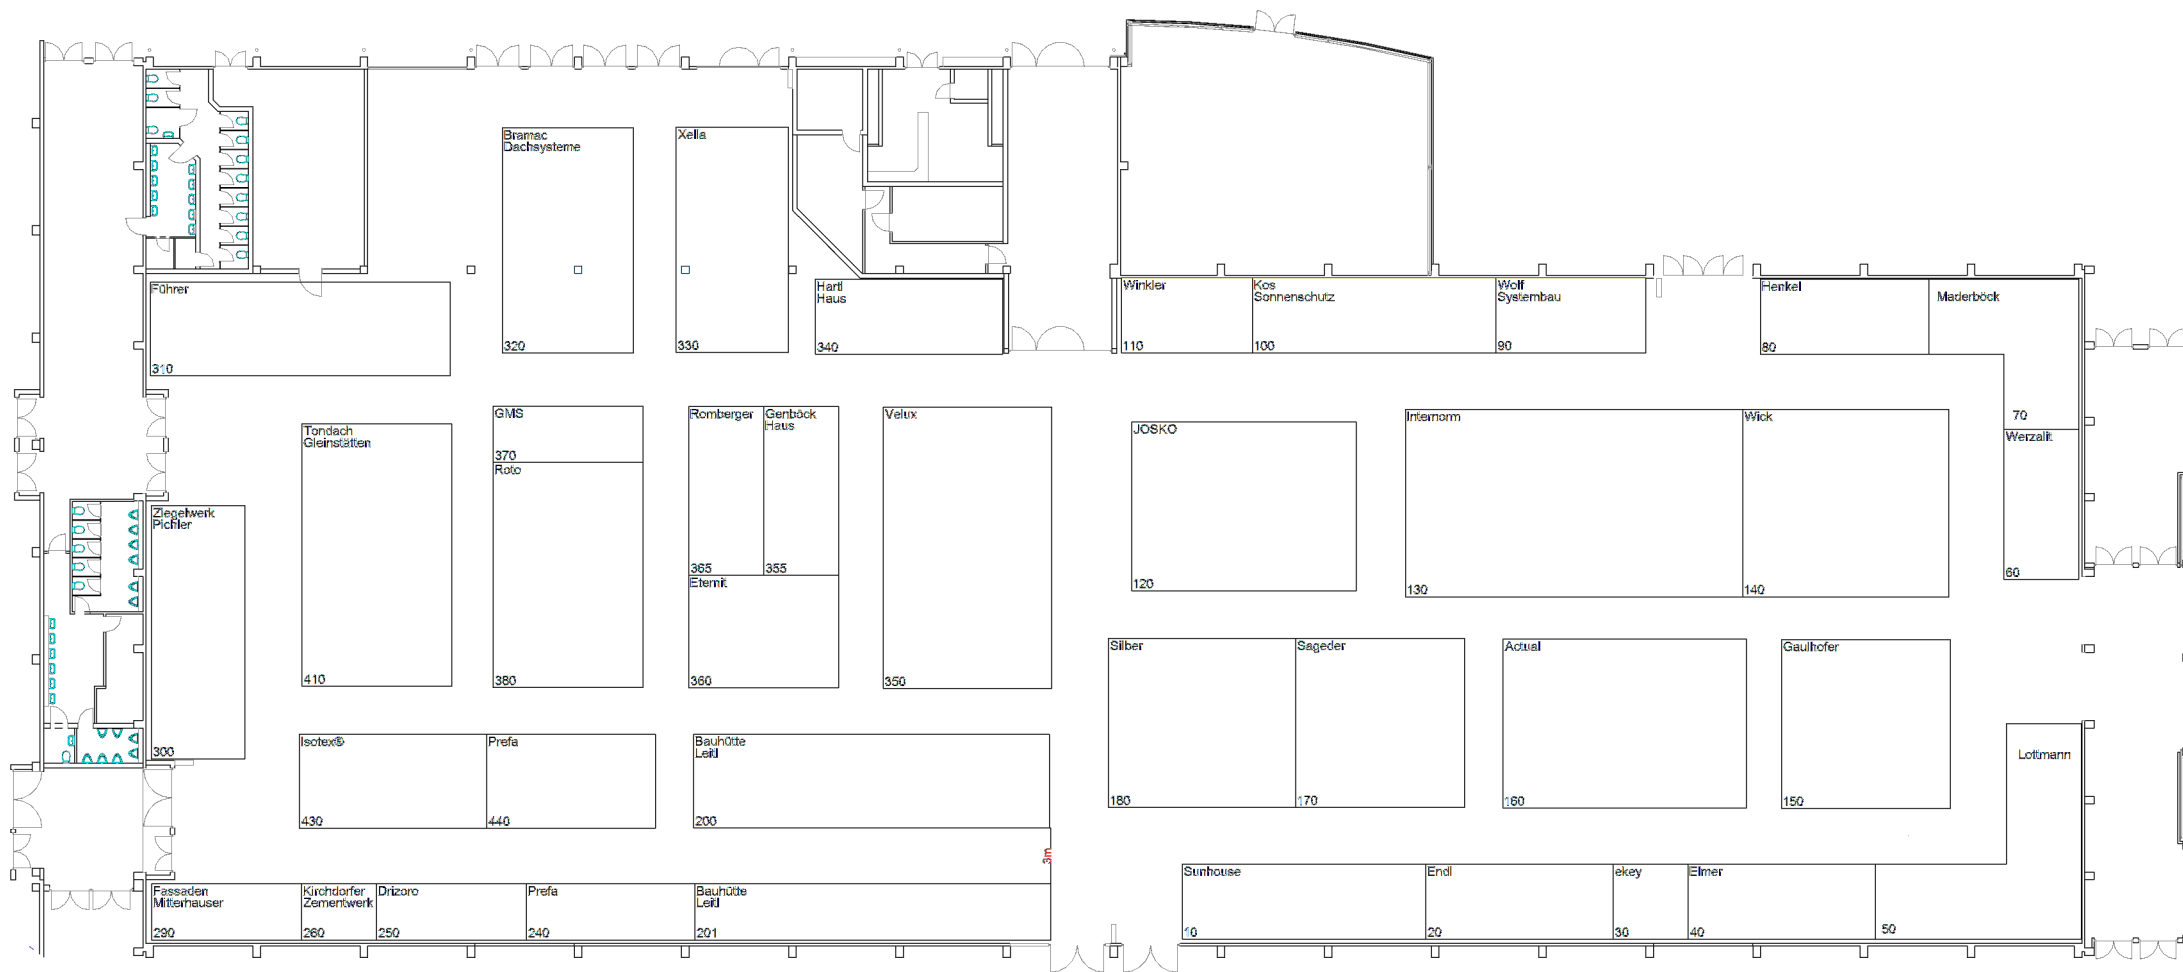 Bramac
Dachsysteme
320
Xella
330
Führer
310
Hartl
Haus
340
Winkler
110
Kos
Sonnenschutz
100
Wolf
Systembau
90
Henkel
80
Maderböck
70
Werzalit
60
Tondach
Gleinstätten
410
GMS
370
Roto
380
Romberger
365
Genböck
Haus
355
Eternit
360
Velux
350
JOSKO
120
Internorm
130
Wick
140
Ziegelwerk
Pichler
300
Silber
180
Sageder
170
Actual
160
Gaulhofer
150
Isotex®
430
Prefa
440
Bauhütte
Leitl
200
3m
Lottmann
50
Fassaden
Mitterhauser
290
Kirchdorfer
Zementwerk
260
Drizoro
250
Prefa
240
Bauhütte
Leitl
201
Sunhouse
10
Endl
20
ekey
30
Elmer
40